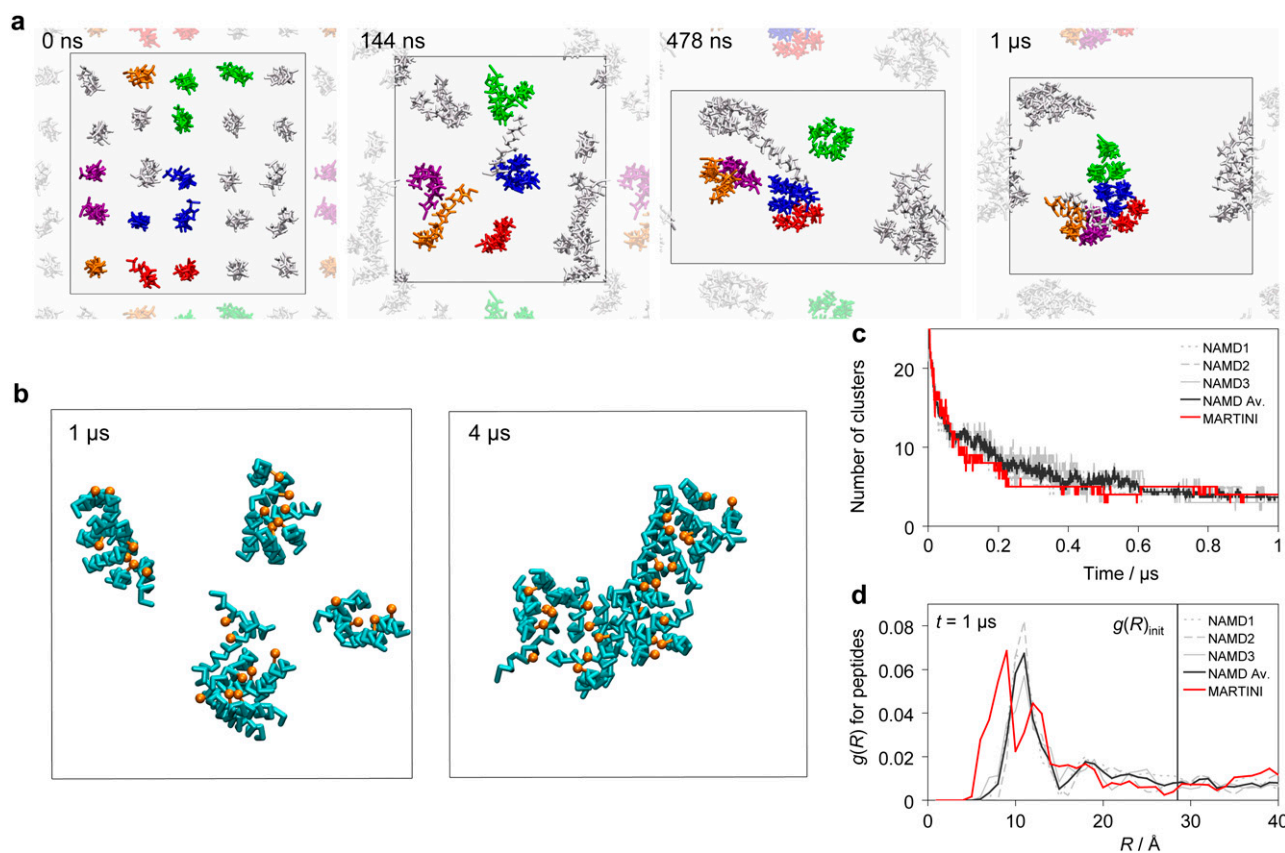 a
0 ns
144 ns
478 ns
1 µs
b
1 µs
4 µs
c
Number of clusters
20
10
0
0
0.2
0.4
0.6
0.8
1
Time / µs
NAMD1
NAMD2
NAMD3
NAMD Av.
MARTINI
d
t = 1 µs
g(R)init
g(R) for peptides
0.08
0.06
0.04
0.02
0
0
10
20
30
40
R / Å
NAMD1
NAMD2
NAMD3
NAMD Av.
MARTINI